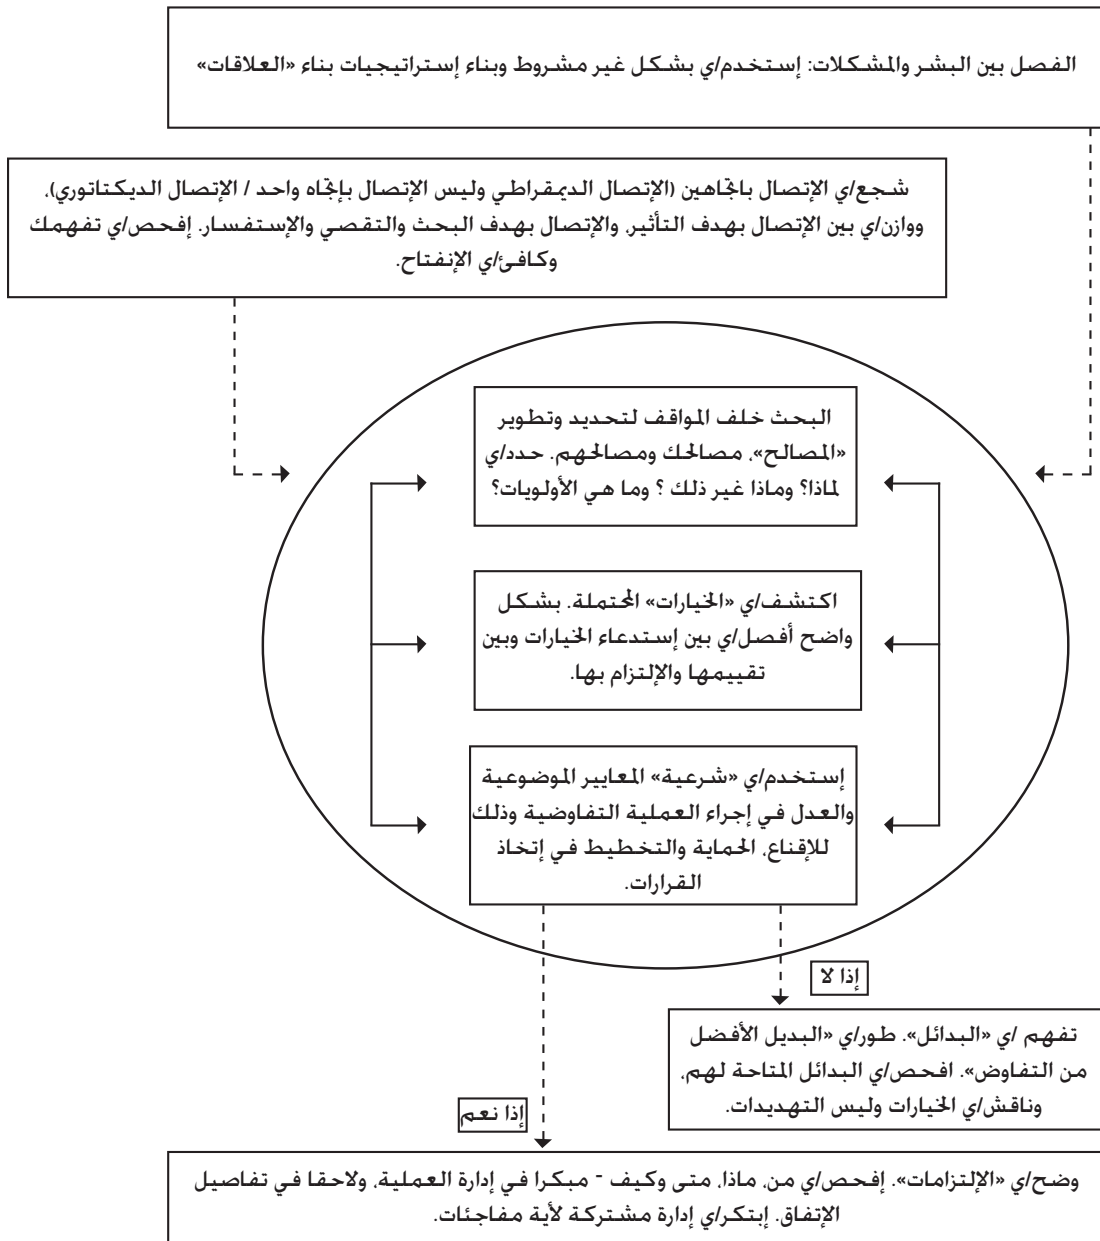 الفصل بين البشر والمشكلات: إستخدم/ي بشكل غير مشروط وبناء إستراتيجيات بناء «العلاقات»
شجع/ي الإتصال باتجاهين (الإتصال الديمقراطي وليس الإتصال بإتجاه واحد / الإتصال الديكتاتوري)،
ووازن/ي بين الإتصال بهدف التأثير، والإتصال بهدف البحث والتقصي والإستفسار. إفحص/ي تفهمك
وكافئ/ي الإنفتاح.
البحث خلف المواقف لتحديد وتطوير
«المصالح»، مصالحك ومصالحهم. حدد/ي
لماذا؟ وماذا غير ذلك ؟ وما هي الأولويات؟
اكتشف/ي «الخيارات» المحتملة. بشكل
واضح أفصل/ي بين إستدعاء الخيارات وبين
تقييمها والإلتزام بها.
إستخدم/ي «شرعية» المعايير الموضوعية
والعدل في إجراء العملية التفاوضية وذلك
للإقناع، الحماية والتخطيط في إتخاذ
القرارات.
إذا لا
تفهم /ي «البدائل». طور/ي «البديل الأفضل
من التفاوض». افحص/ي البدائل المتاحة لهم،
وناقش/ي الخيارات وليس التهديدات.
إذا نعم
وضح/ي «الإلتزامات». إفحص/ي من، ماذا، متى وكيف - مبكرا في إدارة العملية، ولاحقا في تفاصيل
الإتفاق. إبتكر/ي إدارة مشتركة لأية مفاجئات.